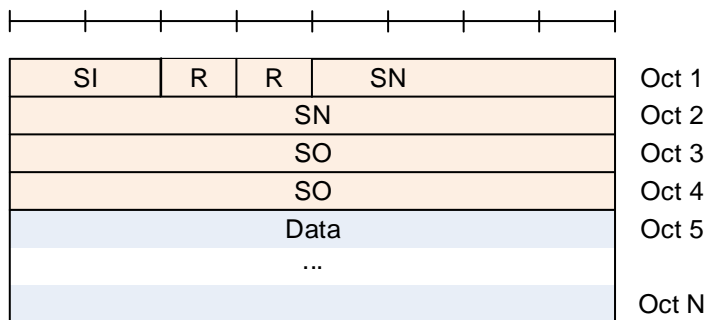 SI R R SN Oct 1
SN Oct 2
SO Oct 3
SO Oct 4
Data Oct 5
...
Oct N